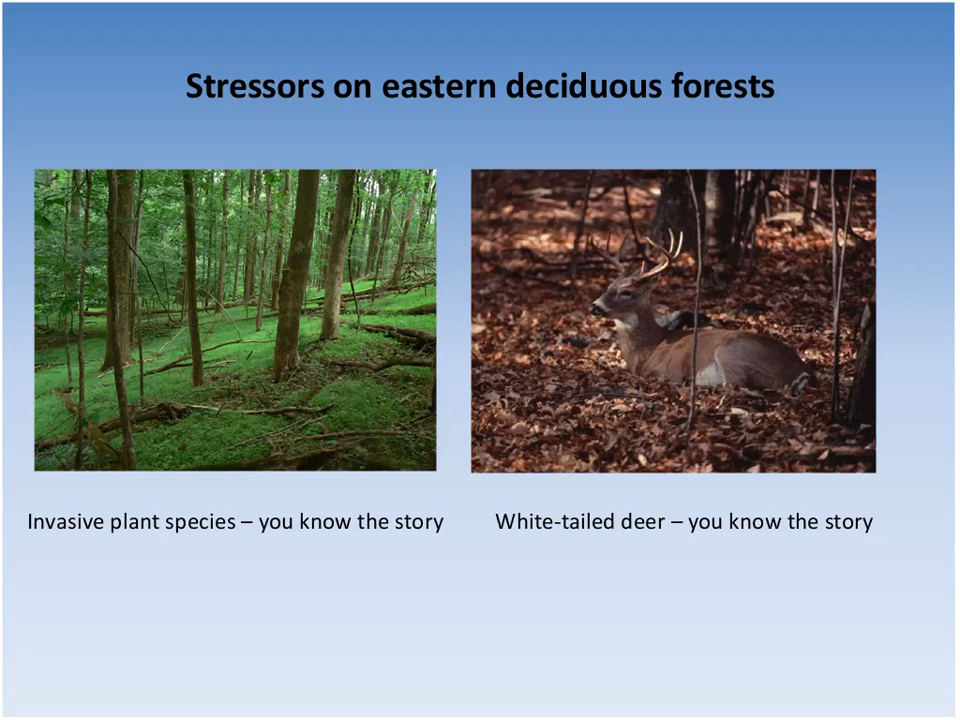 Stressors on eastern deciduous forests
Invasive plant species – you know the story
White-tailed deer – you know the story